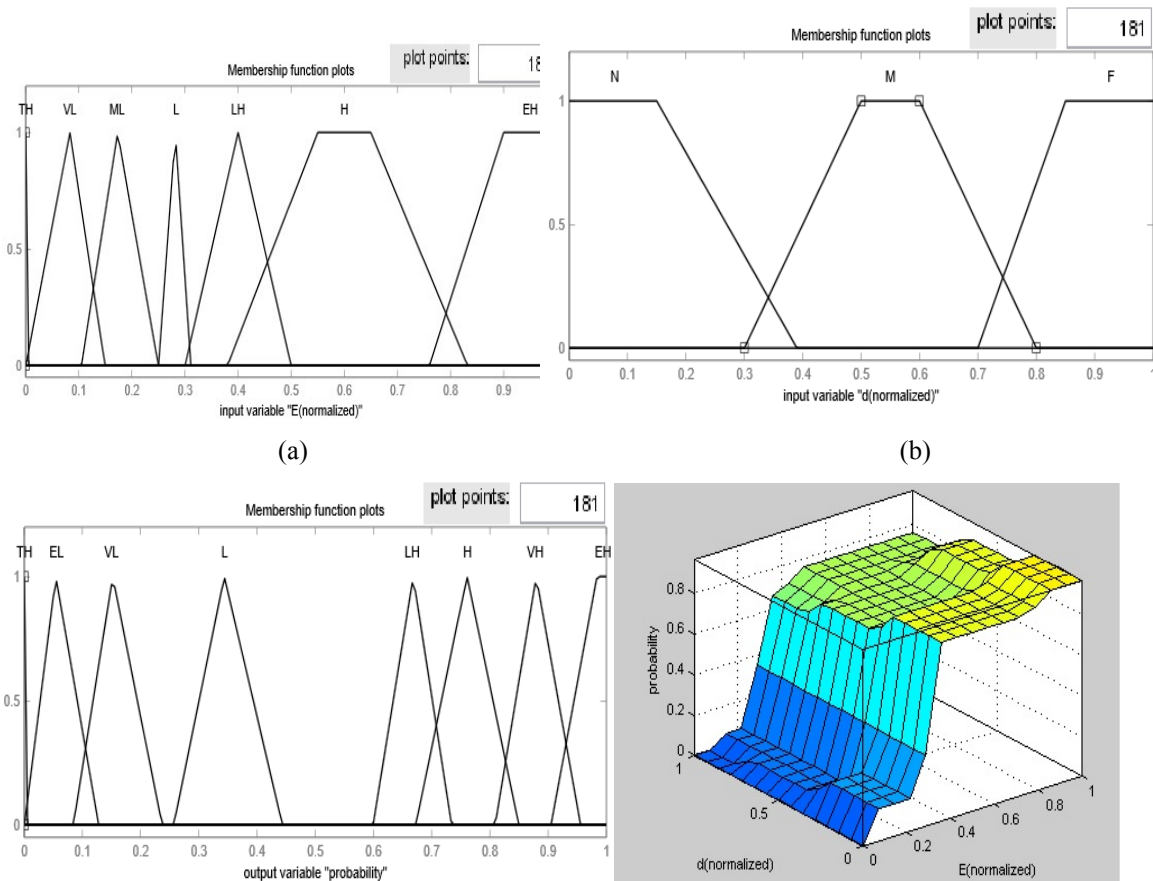 plot points: 18
Membership function plots
TH VL ML L LH H EH
1
0.5
0
0 0.1 0.2 0.3 0.4 0.5 0.6 0.7 0.8 0.9
input variable "E(normalized)"
(a)
plot points: 181
Membership function plots
N M F
1
0.5
0
0 0.1 0.2 0.3 0.4 0.5 0.6 0.7 0.8 0.9 1
input variable "d(normalized)"
(b)
plot points: 181
Membership function plots
TH EL VL L LH H VH EH
1
0.5
0
0 0.1 0.2 0.3 0.4 0.5 0.6 0.7 0.8 0.9 1
output variable "probability"
probability
0.8
0.6
0.4
0.2
0
1
0.5
0
d(normalized)
0
0.2
0.4
0.6
0.8
1
E(normalized)